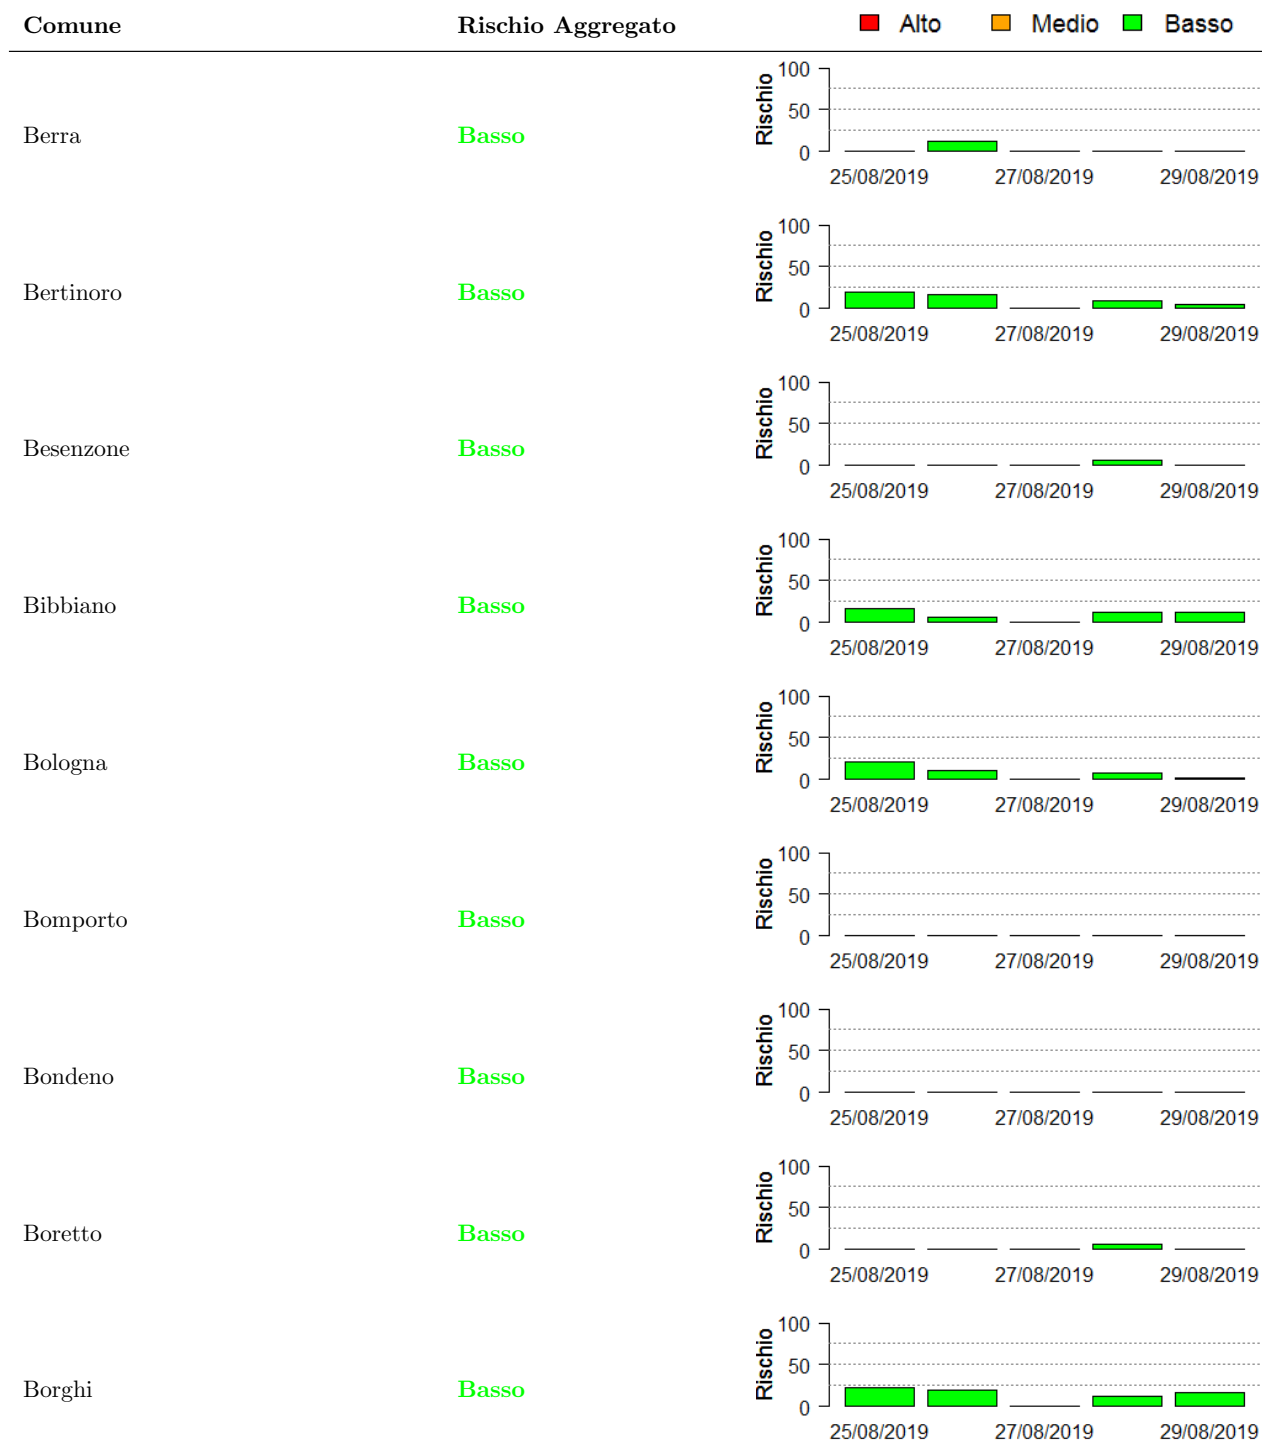 Comune Rischio Aggregato Alto Medio Basso
100
50
0
Rischio
Berra Basso
25/08/2019 27/08/2019 29/08/2019
100
50
0
Rischio
Bertinoro Basso
25/08/2019 27/08/2019 29/08/2019
100
50
0
Rischio
Besenzone Basso
25/08/2019 27/08/2019 29/08/2019
100
50
0
Rischio
Bibbiano Basso
25/08/2019 27/08/2019 29/08/2019
100
50
0
Rischio
Bologna Basso
25/08/2019 27/08/2019 29/08/2019
100
50
0
Rischio
Bomporto Basso
25/08/2019 27/08/2019 29/08/2019
100
50
0
Rischio
Bondeno Basso
25/08/2019 27/08/2019 29/08/2019
100
50
0
Rischio
Boretto Basso
25/08/2019 27/08/2019 29/08/2019
100
50
0
Rischio
Borghi Basso
25/08/2019 27/08/2019 29/08/2019